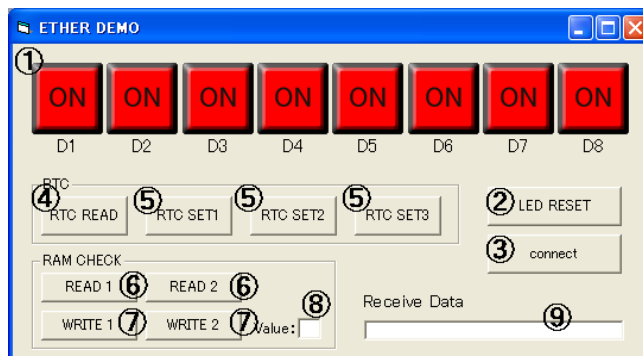 ETHER DEMO
①
ON ON ON ON ON ON ON ON
D1 D2 D3 D4 D5 D6 D7 D8
RTC
④ RTC READ ⑤ RTC SET1 ⑤ RTC SET2 ⑤ RTC SET3
② LED RESET
③ connect
RAM CHECK
READ 1 ⑥ READ 2 ⑥
WRITE 1 ⑦ WRITE 2 ⑦ Value: ⑧
Receive Data
⑨